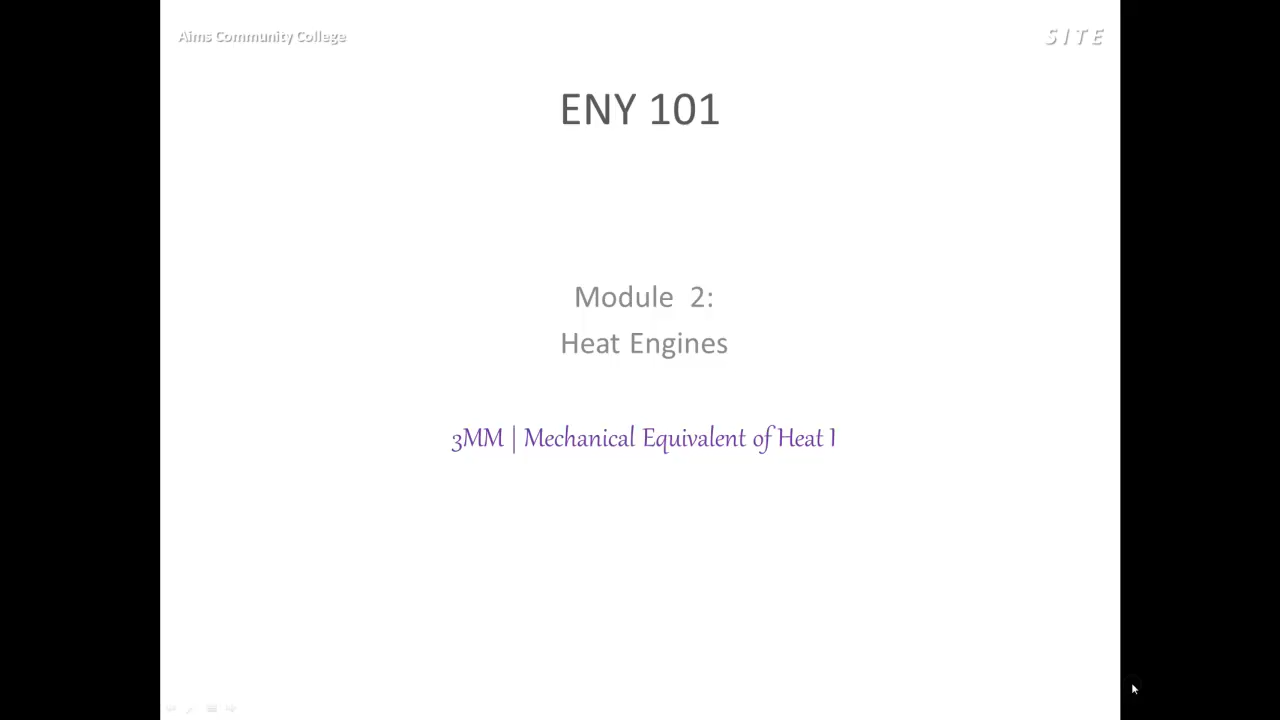 Aims Community College
SITE
ENY 101
Module 2:
Heat Engines
3MM | Mechanical Equivalent of Heat I